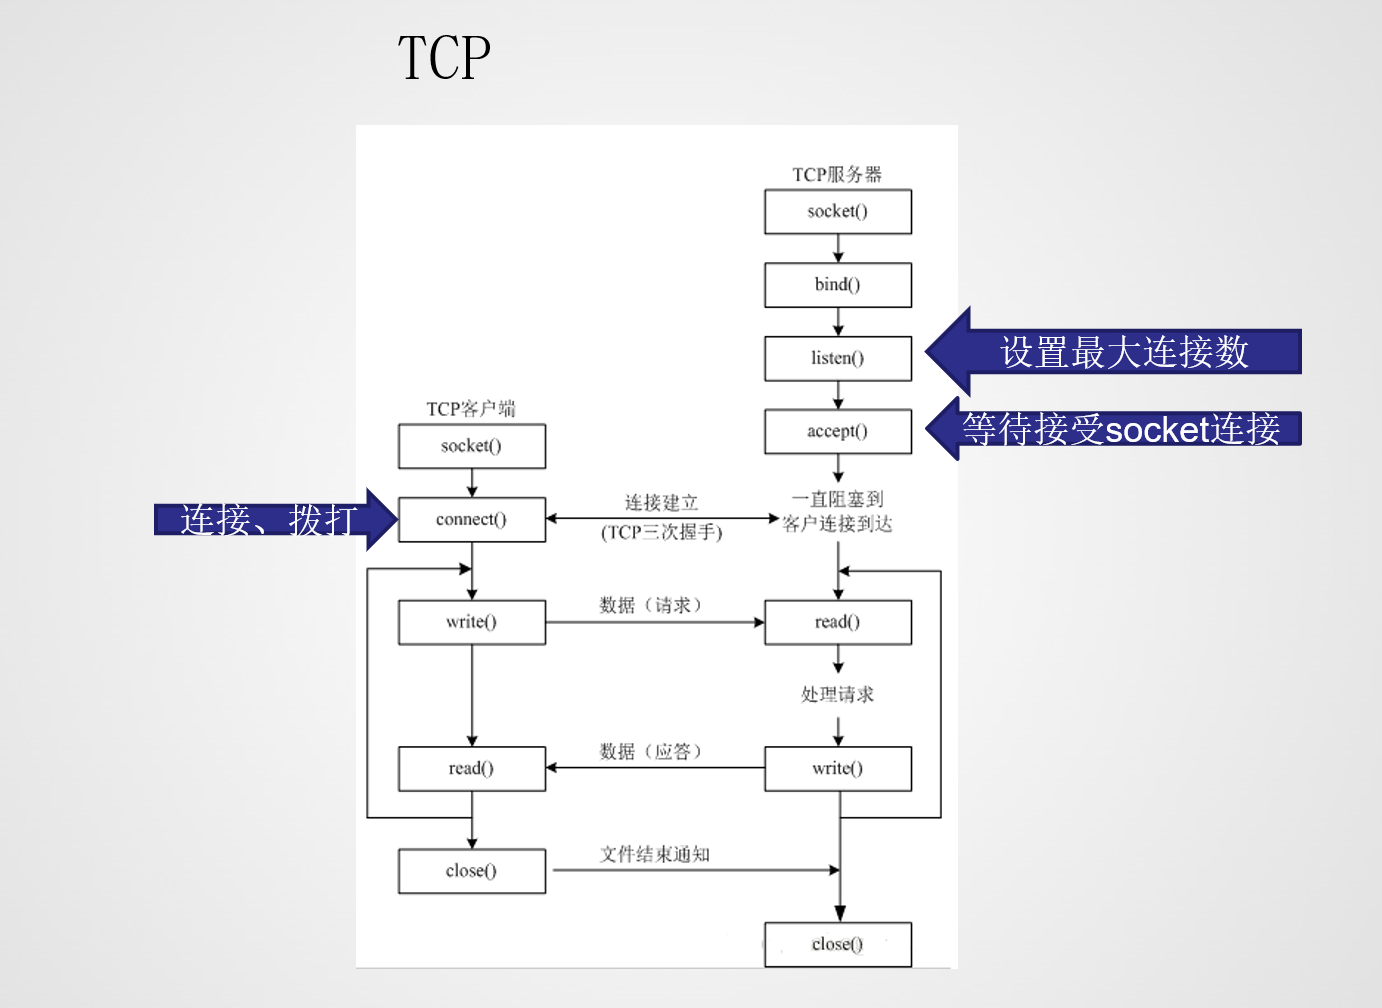 TCP
TCP服务器
socket()
bind()
listen()
设置最大连接数
accept()
等待接受socket连接
TCP客户端
socket()
connect()
连接、拨打
连接建立
(TCP三次握手)
一直阻塞到
客户连接到达
write()
数据（请求）
read()
处理请求
read()
数据（应答）
write()
close()
文件结束通知
close()